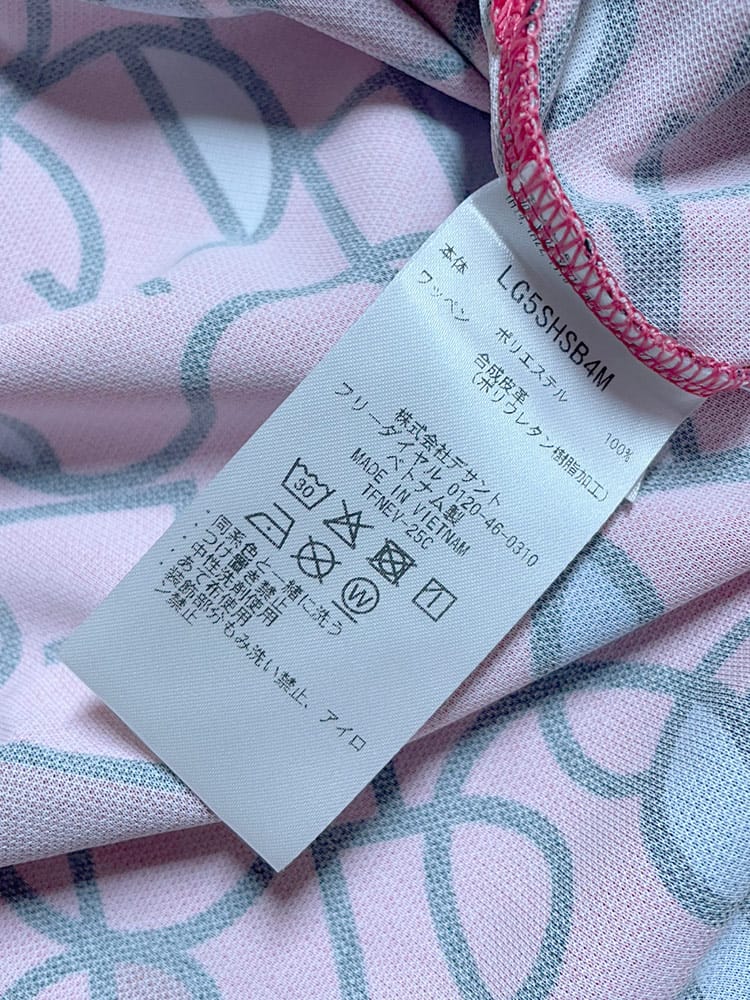 LG5SHSB4M
本体 ポリエステル 100%
ワッペン 合成皮革
(ポリウレタン樹脂加工)
株式会社デサント
フリーダイヤル 0120-46-0310
ベトナム製
MADE IN VIETNAM
TFNEV-25C
30
W
・同系色と一緒に洗う
・つけ置き禁止
・中性洗剤使用
・あて布使用
・装飾部分もみ洗い禁止、アイロ
ン禁止